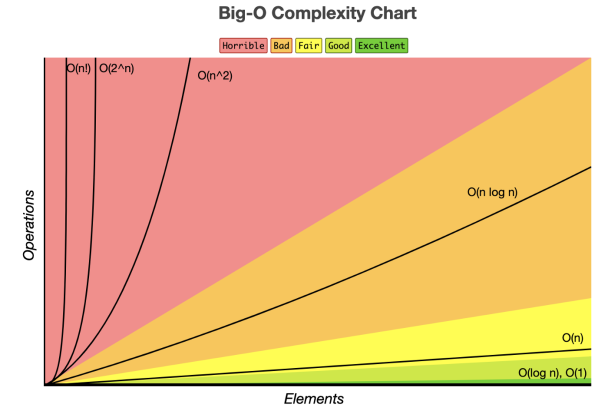 Big-O Complexity Chart
Horrible Bad Fair Good Excellent
O(n!) O(2^n)
O(n^2)
O(n log n)
O(n)
O(log n), O(1)
Operations
Elements